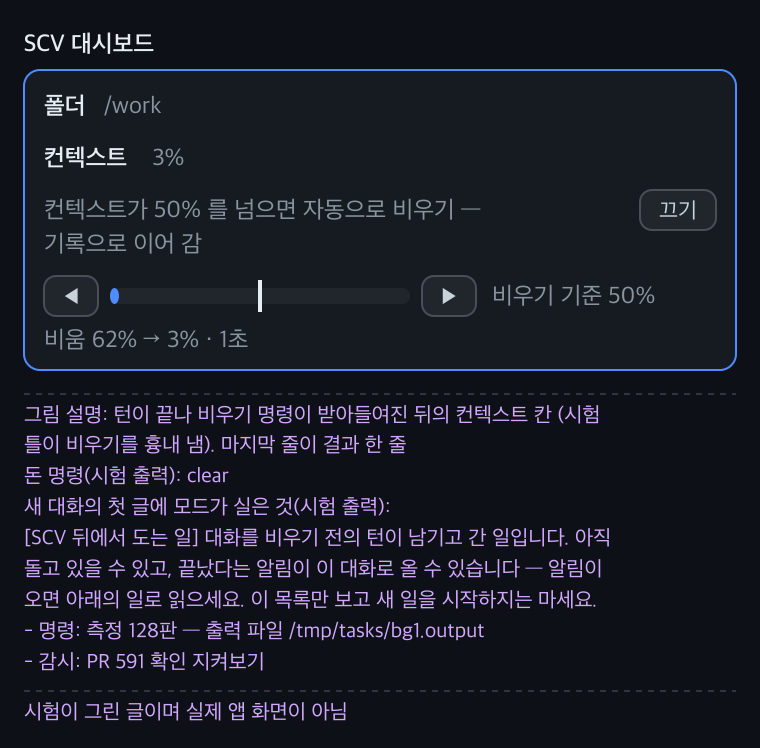 SCV 대시보드
폴더 /work
컨텍스트 3%
컨텍스트가 50% 를 넘으면 자동으로 비우기 —
기록으로 이어 감
끄기
◀ ▶ 비우기 기준 50%
비움 62% → 3% · 1초
그림 설명: 턴이 끝나 비우기 명령이 받아들여진 뒤의 컨텍스트 칸 (시험
틀이 비우기를 흉내 냄). 마지막 줄이 결과 한 줄
돈 명령(시험 출력): clear
새 대화의 첫 글에 모드가 실은 것(시험 출력):
[SCV 뒤에서 도는 일] 대화를 비우기 전의 턴이 남기고 간 일입니다. 아직
돌고 있을 수 있고, 끝났다는 알림이 이 대화로 올 수 있습니다 — 알림이
오면 아래의 일로 읽으세요. 이 목록만 보고 새 일을 시작하지는 마세요.
- 명령: 측정 128판 — 출력 파일 /tmp/tasks/bg1.output
- 감시: PR 591 확인 지켜보기
시험이 그린 글이며 실제 앱 화면이 아님